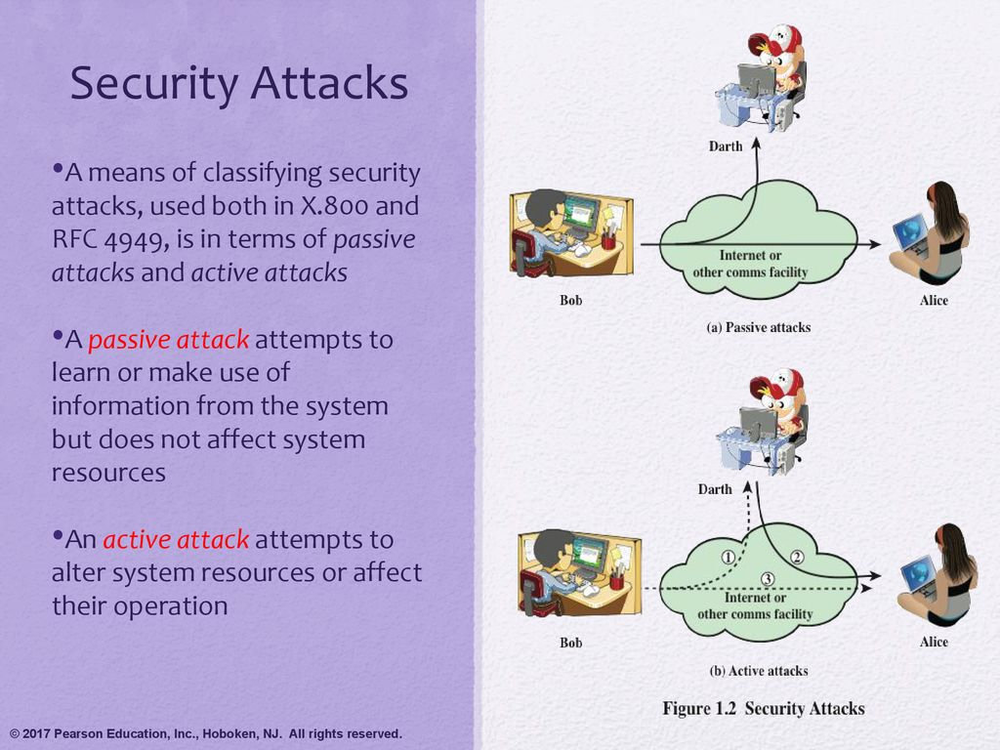 Security Attacks
•A means of classifying security
attacks, used both in X.800 and
RFC 4949, is in terms of passive
attacks and active attacks
•A passive attack attempts to
learn or make use of
information from the system
but does not affect system
resources
•An active attack attempts to
alter system resources or affect
their operation
© 2017 Pearson Education, Inc., Hoboken, NJ.  All rights reserved.
Darth
Internet or
other comms facility
Bob
Alice
(a) Passive attacks
Darth
1
2
3
Internet or
other comms facility
Bob
Alice
(b) Active attacks
Figure 1.2  Security Attacks